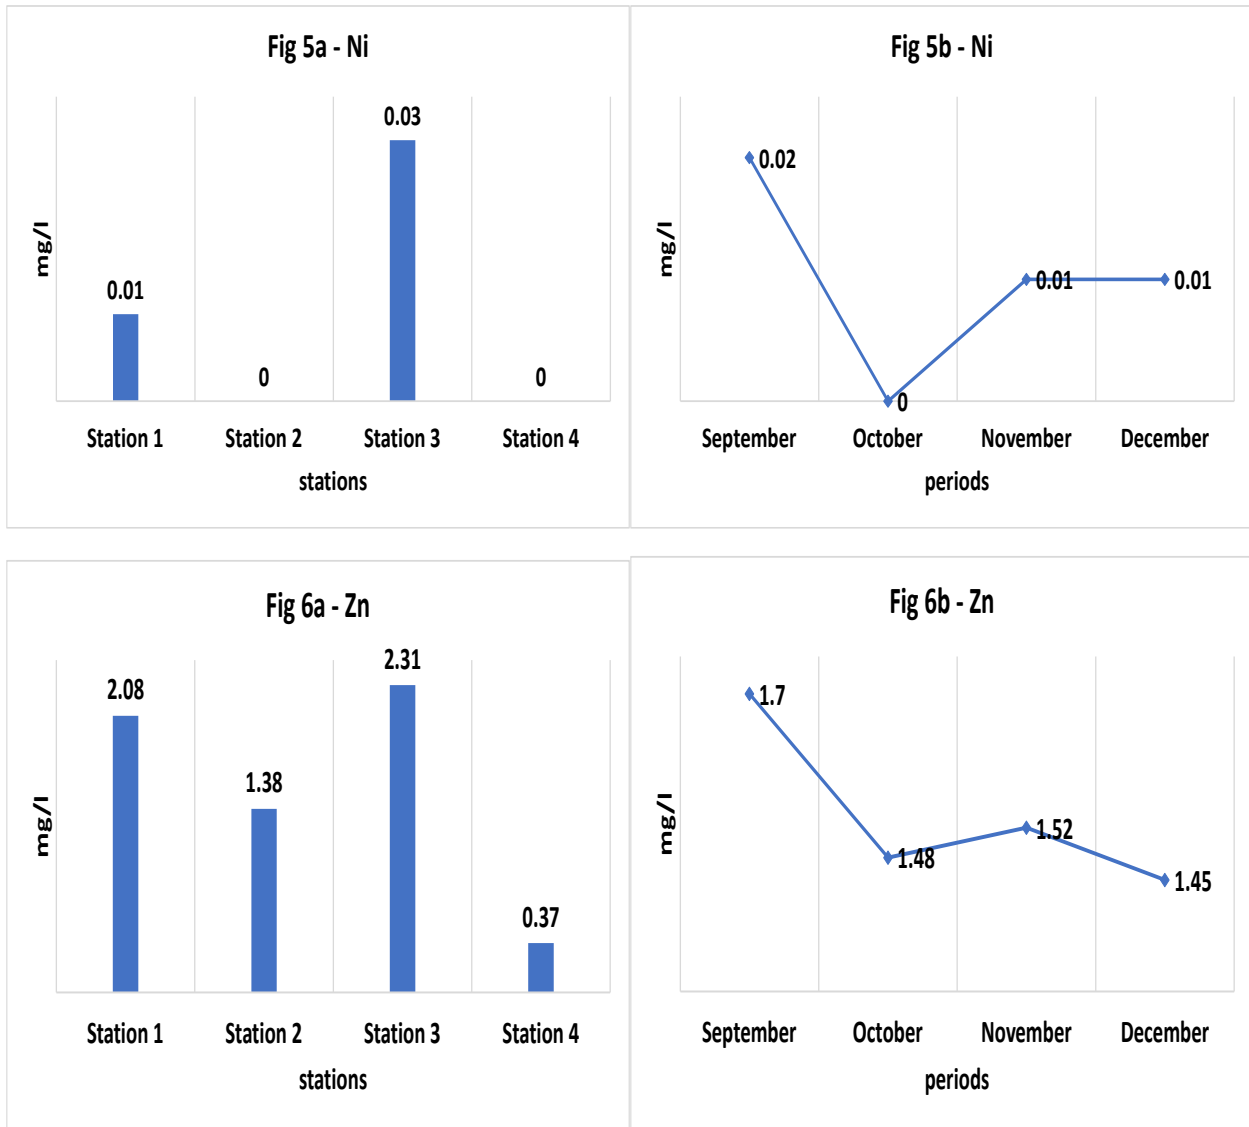 Fig 5a - Ni
mg/l
0.01
0
0.03
0
Station 1 Station 2 Station 3 Station 4
stations
Fig 5b - Ni
mg/l
0.02
0
0.01
0.01
September October November December
periods
Fig 6a - Zn
mg/l
2.08
1.38
2.31
0.37
Station 1 Station 2 Station 3 Station 4
stations
Fig 6b - Zn
mg/l
1.7
1.48
1.52
1.45
September October November December
periods